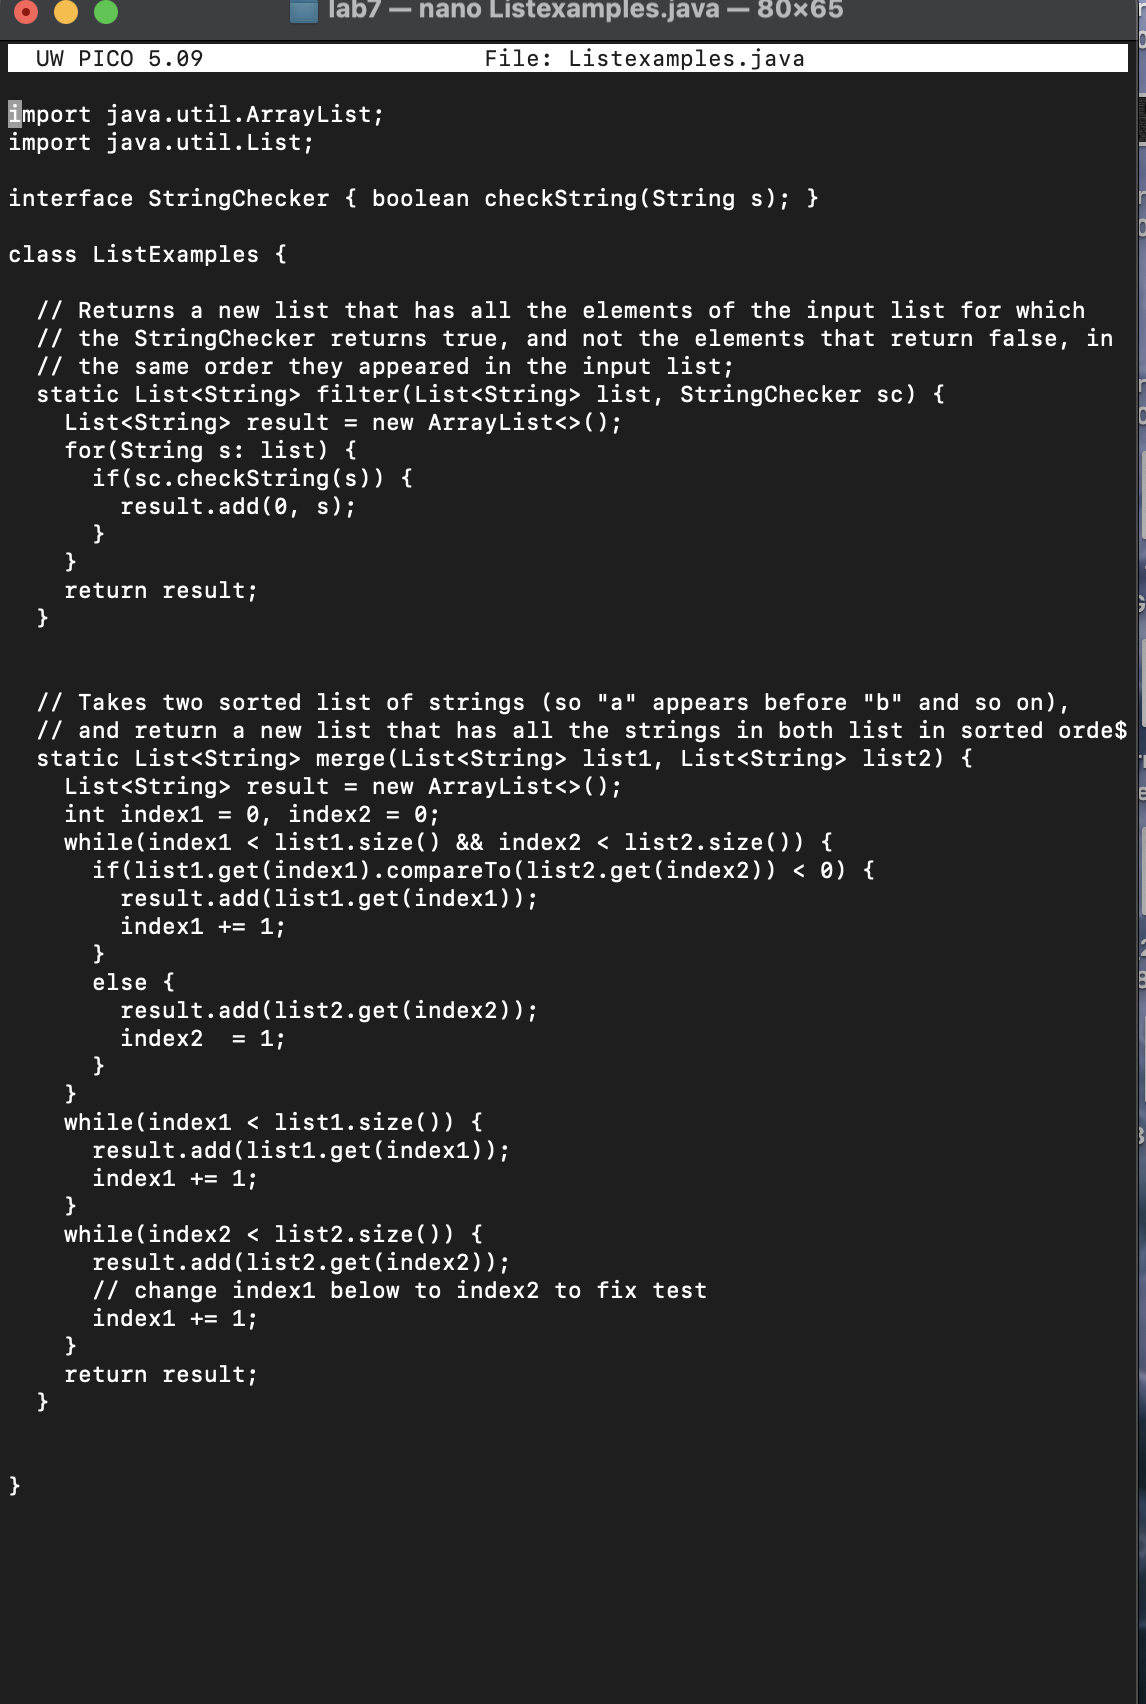 lab7 — nano Listexamples.java — 80×65
UW PICO 5.09                    File: Listexamples.java
import java.util.ArrayList;
import java.util.List;

interface StringChecker { boolean checkString(String s); }

class ListExamples {

  // Returns a new list that has all the elements of the input list for which
  // the StringChecker returns true, and not the elements that return false, in
  // the same order they appeared in the input list;
  static List<String> filter(List<String> list, StringChecker sc) {
    List<String> result = new ArrayList<>();
    for(String s: list) {
      if(sc.checkString(s)) {
        result.add(0, s);
      }
    }
    return result;
  }


  // Takes two sorted list of strings (so "a" appears before "b" and so on),
  // and return a new list that has all the strings in both list in sorted orde$
  static List<String> merge(List<String> list1, List<String> list2) {
    List<String> result = new ArrayList<>();
    int index1 = 0, index2 = 0;
    while(index1 < list1.size() && index2 < list2.size()) {
      if(list1.get(index1).compareTo(list2.get(index2)) < 0) {
        result.add(list1.get(index1));
        index1 += 1;
      }
      else {
        result.add(list2.get(index2));
        index2  = 1;
      }
    }
    while(index1 < list1.size()) {
      result.add(list1.get(index1));
      index1 += 1;
    }
    while(index2 < list2.size()) {
      result.add(list2.get(index2));
      // change index1 below to index2 to fix test
      index1 += 1;
    }
    return result;
  }


}